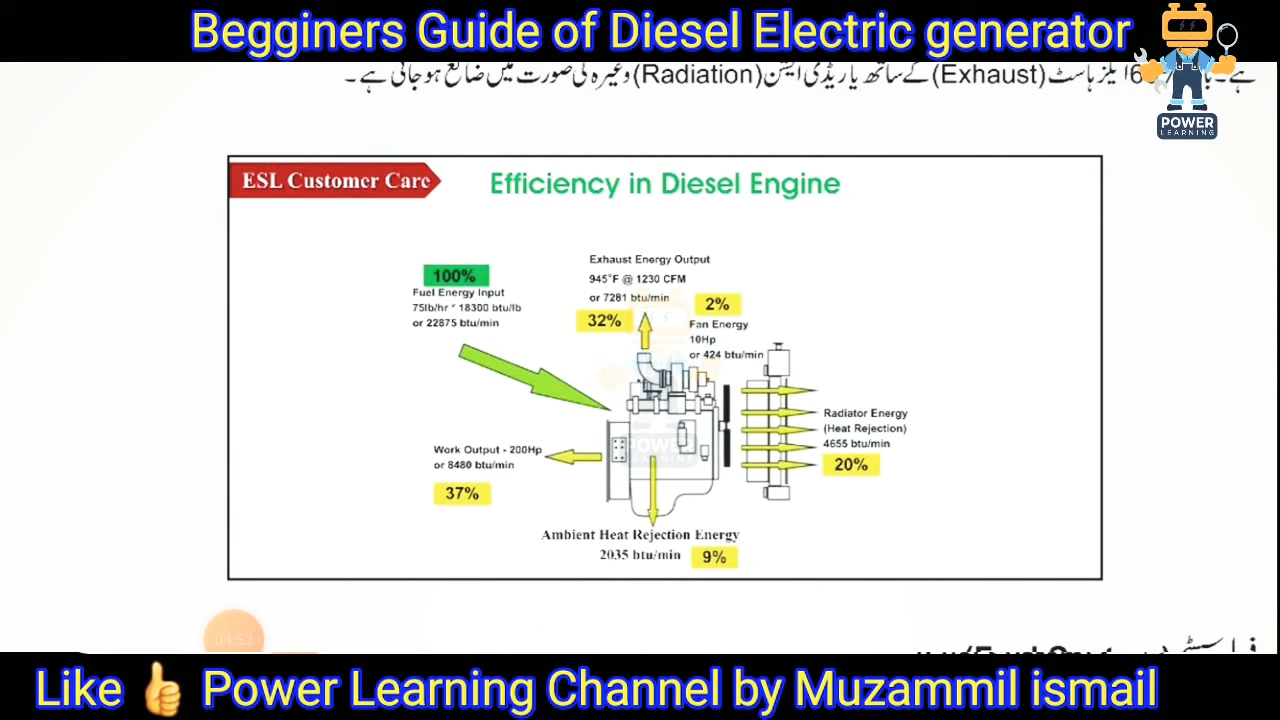 Begginers Guide of Diesel Electric generator
POWER
LEARNING
(Exhaust) کے ساتھ یا ریڈی ایشن (Radiation) وغیرہ کی صورت میں ضائع ہو جاتی ہے۔
ESL Customer Care
Efficiency in Diesel Engine
Exhaust Energy Output
945°F @ 1230 CFM
or 7281 btu/min
32%
100%
Fuel Energy Input
75lb/hr * 18300 btu/lb
or 22875 btu/min
2%
Fan Energy
10Hp
or 424 btu/min
Radiator Energy
(Heat Rejection)
4655 btu/min
20%
Work Output - 200Hp
or 8480 btu/min
37%
POWER
Ambient Heat Rejection Energy
2035 btu/min 9%
04:53
Like 👍 Power Learning Channel by Muzammil ismail